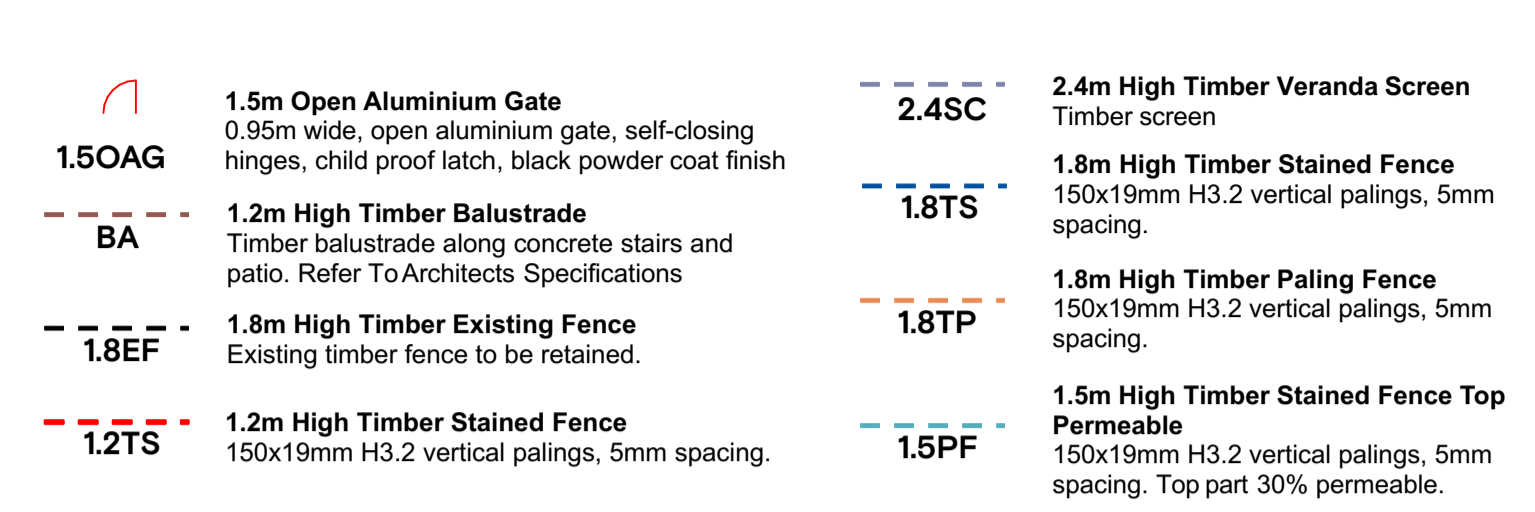 1.5OAG
1.5m Open Aluminium Gate
0.95m wide, open aluminium gate, self-closing
hinges, child proof latch, black powder coat finish
BA
1.2m High Timber Balustrade
Timber balustrade along concrete stairs and
patio. Refer To Architects Specifications
1.8EF
1.8m High Timber Existing Fence
Existing timber fence to be retained.
1.2TS
1.2m High Timber Stained Fence
150x19mm H3.2 vertical palings, 5mm spacing.
2.4SC
2.4m High Timber Veranda Screen
Timber screen
1.8TS
1.8m High Timber Stained Fence
150x19mm H3.2 vertical palings, 5mm
spacing.
1.8TP
1.8m High Timber Paling Fence
150x19mm H3.2 vertical palings, 5mm
spacing.
1.5PF
1.5m High Timber Stained Fence Top
Permeable
150x19mm H3.2 vertical palings, 5mm
spacing. Top part 30% permeable.